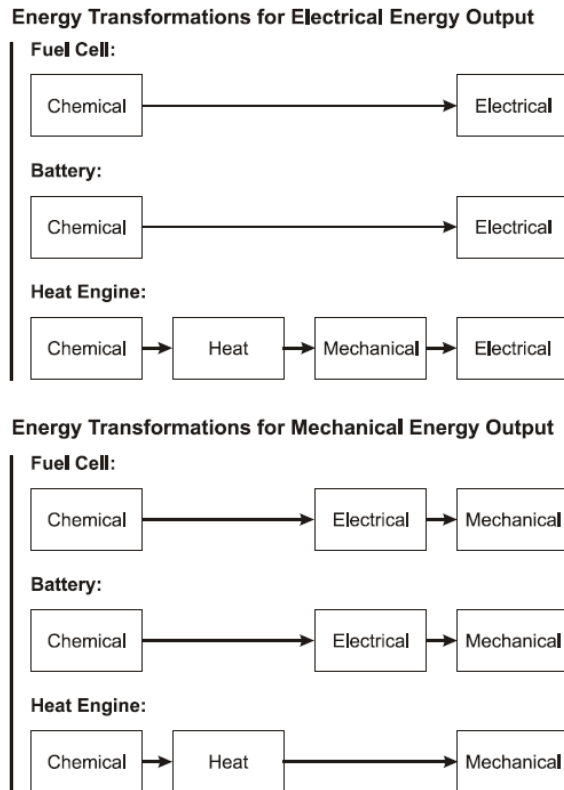 Energy Transformations for Electrical Energy Output
Fuel Cell:
Chemical Electrical
Battery:
Chemical Electrical
Heat Engine:
Chemical Heat Mechanical Electrical
Energy Transformations for Mechanical Energy Output
Fuel Cell:
Chemical Electrical Mechanical
Battery:
Chemical Electrical Mechanical
Heat Engine:
Chemical Heat Mechanical